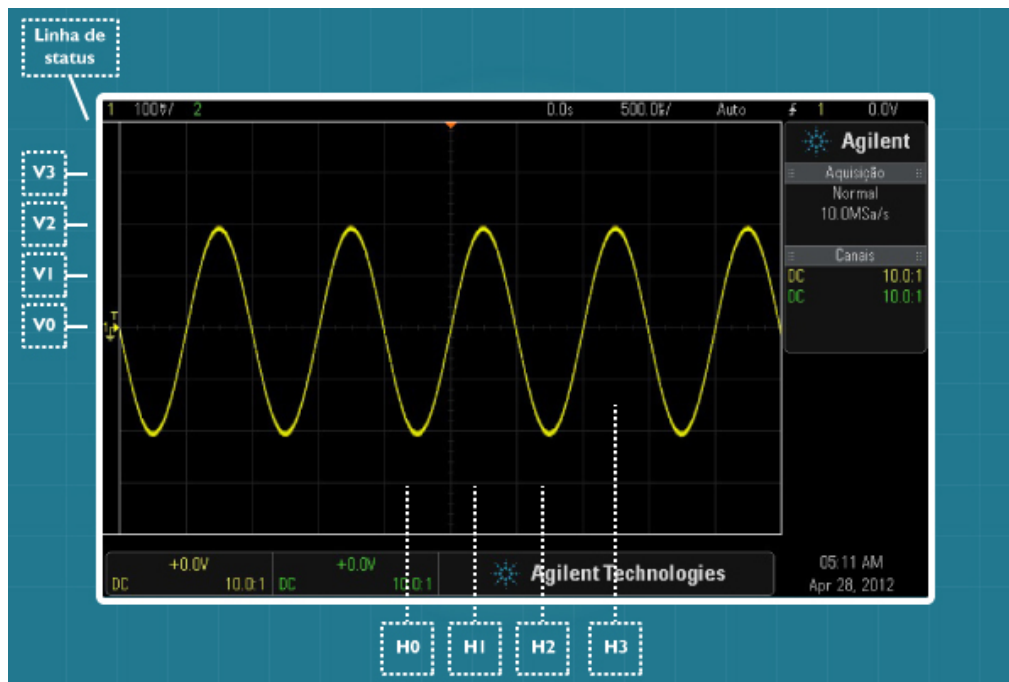 Linha de
status
1 100V/ 2 0.0s 500.0s/ Auto 1 0.0V
Agilent
Aquisição
Normal
10.0MSa/s
Canais
DC 10.0:1
DC 10.0:1
V3
V2
V1
V0
T
1
+0.0V
DC 10.0:1
+0.0V
DC 10.0:1
Agilent Technologies
05:11 AM
Apr 28, 2012
H0 H1 H2 H3